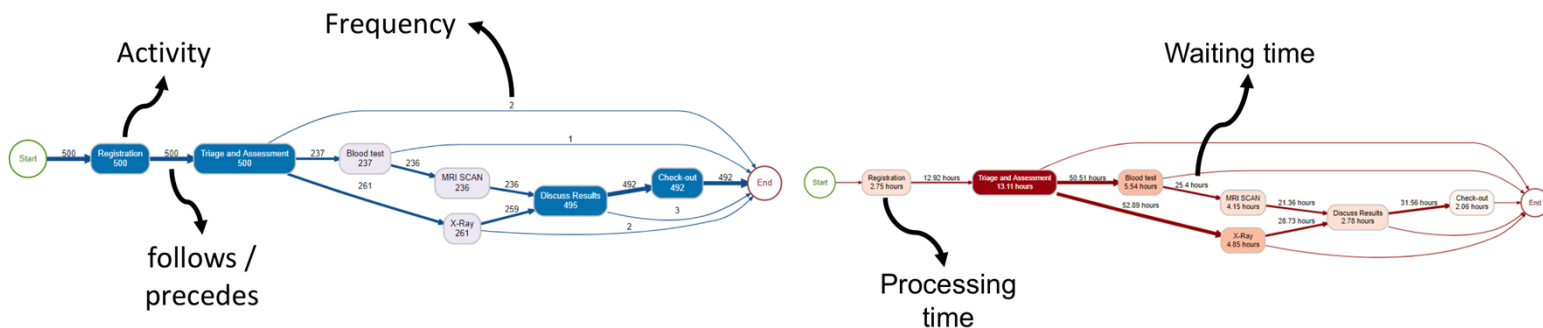 Frequency
Activity
2
1
Start
500
Registration
500
500
Triage and Assessment
500
237
Blood test
237
236
MRI SCAN
236
236
261
X-Ray
261
259
Discuss Results
495
492
Check-out
492
492
End
3
2
follows /
precedes
Waiting time
Start
Registration
2.75 hours
12.92 hours
Triage and Assessment
13.11 hours
50.51 hours
Blood test
5.54 hours
25.4 hours
MRI SCAN
4.15 hours
21.36 hours
52.89 hours
X-Ray
4.85 hours
28.73 hours
Discuss Results
2.78 hours
31.56 hours
Check-out
2.06 hours
End
Processing
time